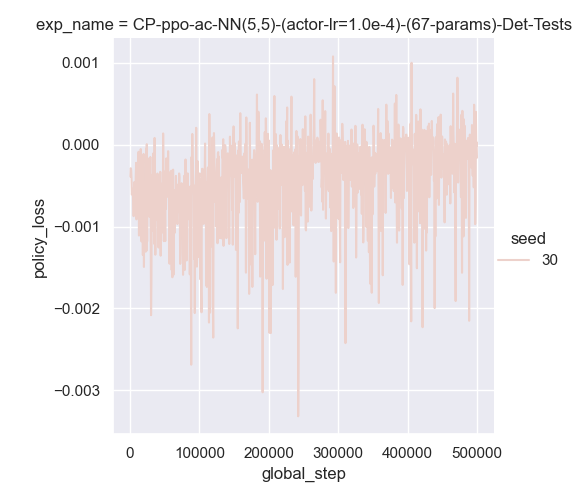 exp_name = CP-ppo-ac-NN(5,5)-(actor-lr=1.0e-4)-(67-params)-Det-Tests
0.001
0.000
−0.001
−0.002
−0.003
policy_loss
seed
30
0 100000 200000 300000 400000 500000
global_step